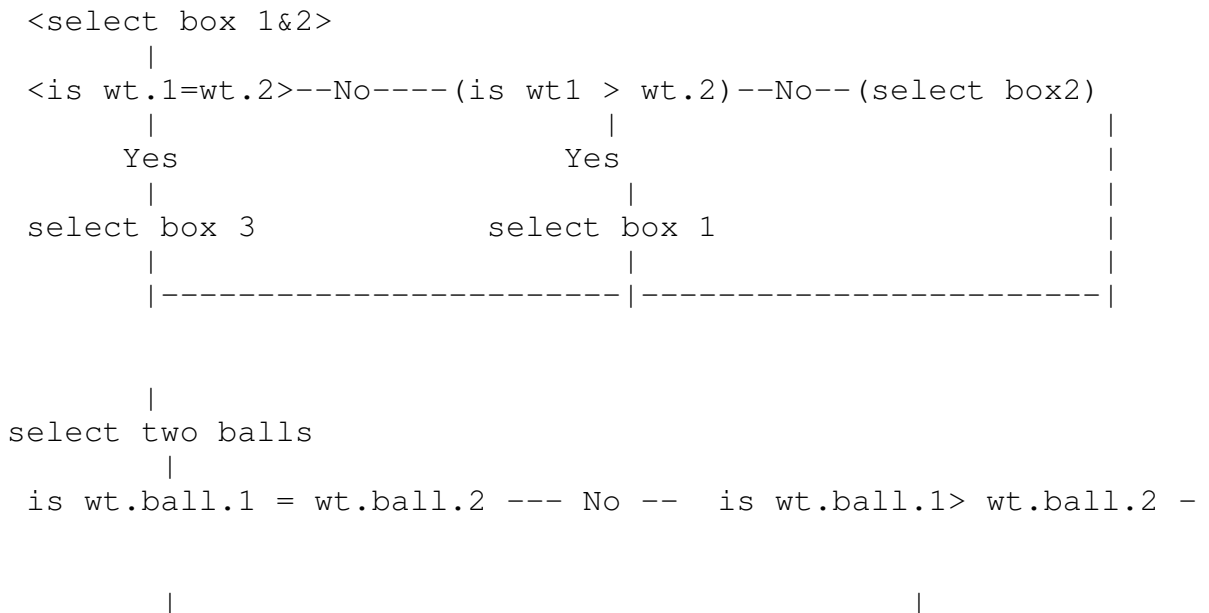 <select box 1&2>
|
<is wt.1=wt.2>--No----(is wt1 > wt.2)--No--(select box2)
| | |
Yes Yes |
| | |
select box 3 select box 1 |
| | |
|------------------------|------------------------|
|
select two balls
|
is wt.ball.1 = wt.ball.2 --- No -- is wt.ball.1> wt.ball.2 -
| |